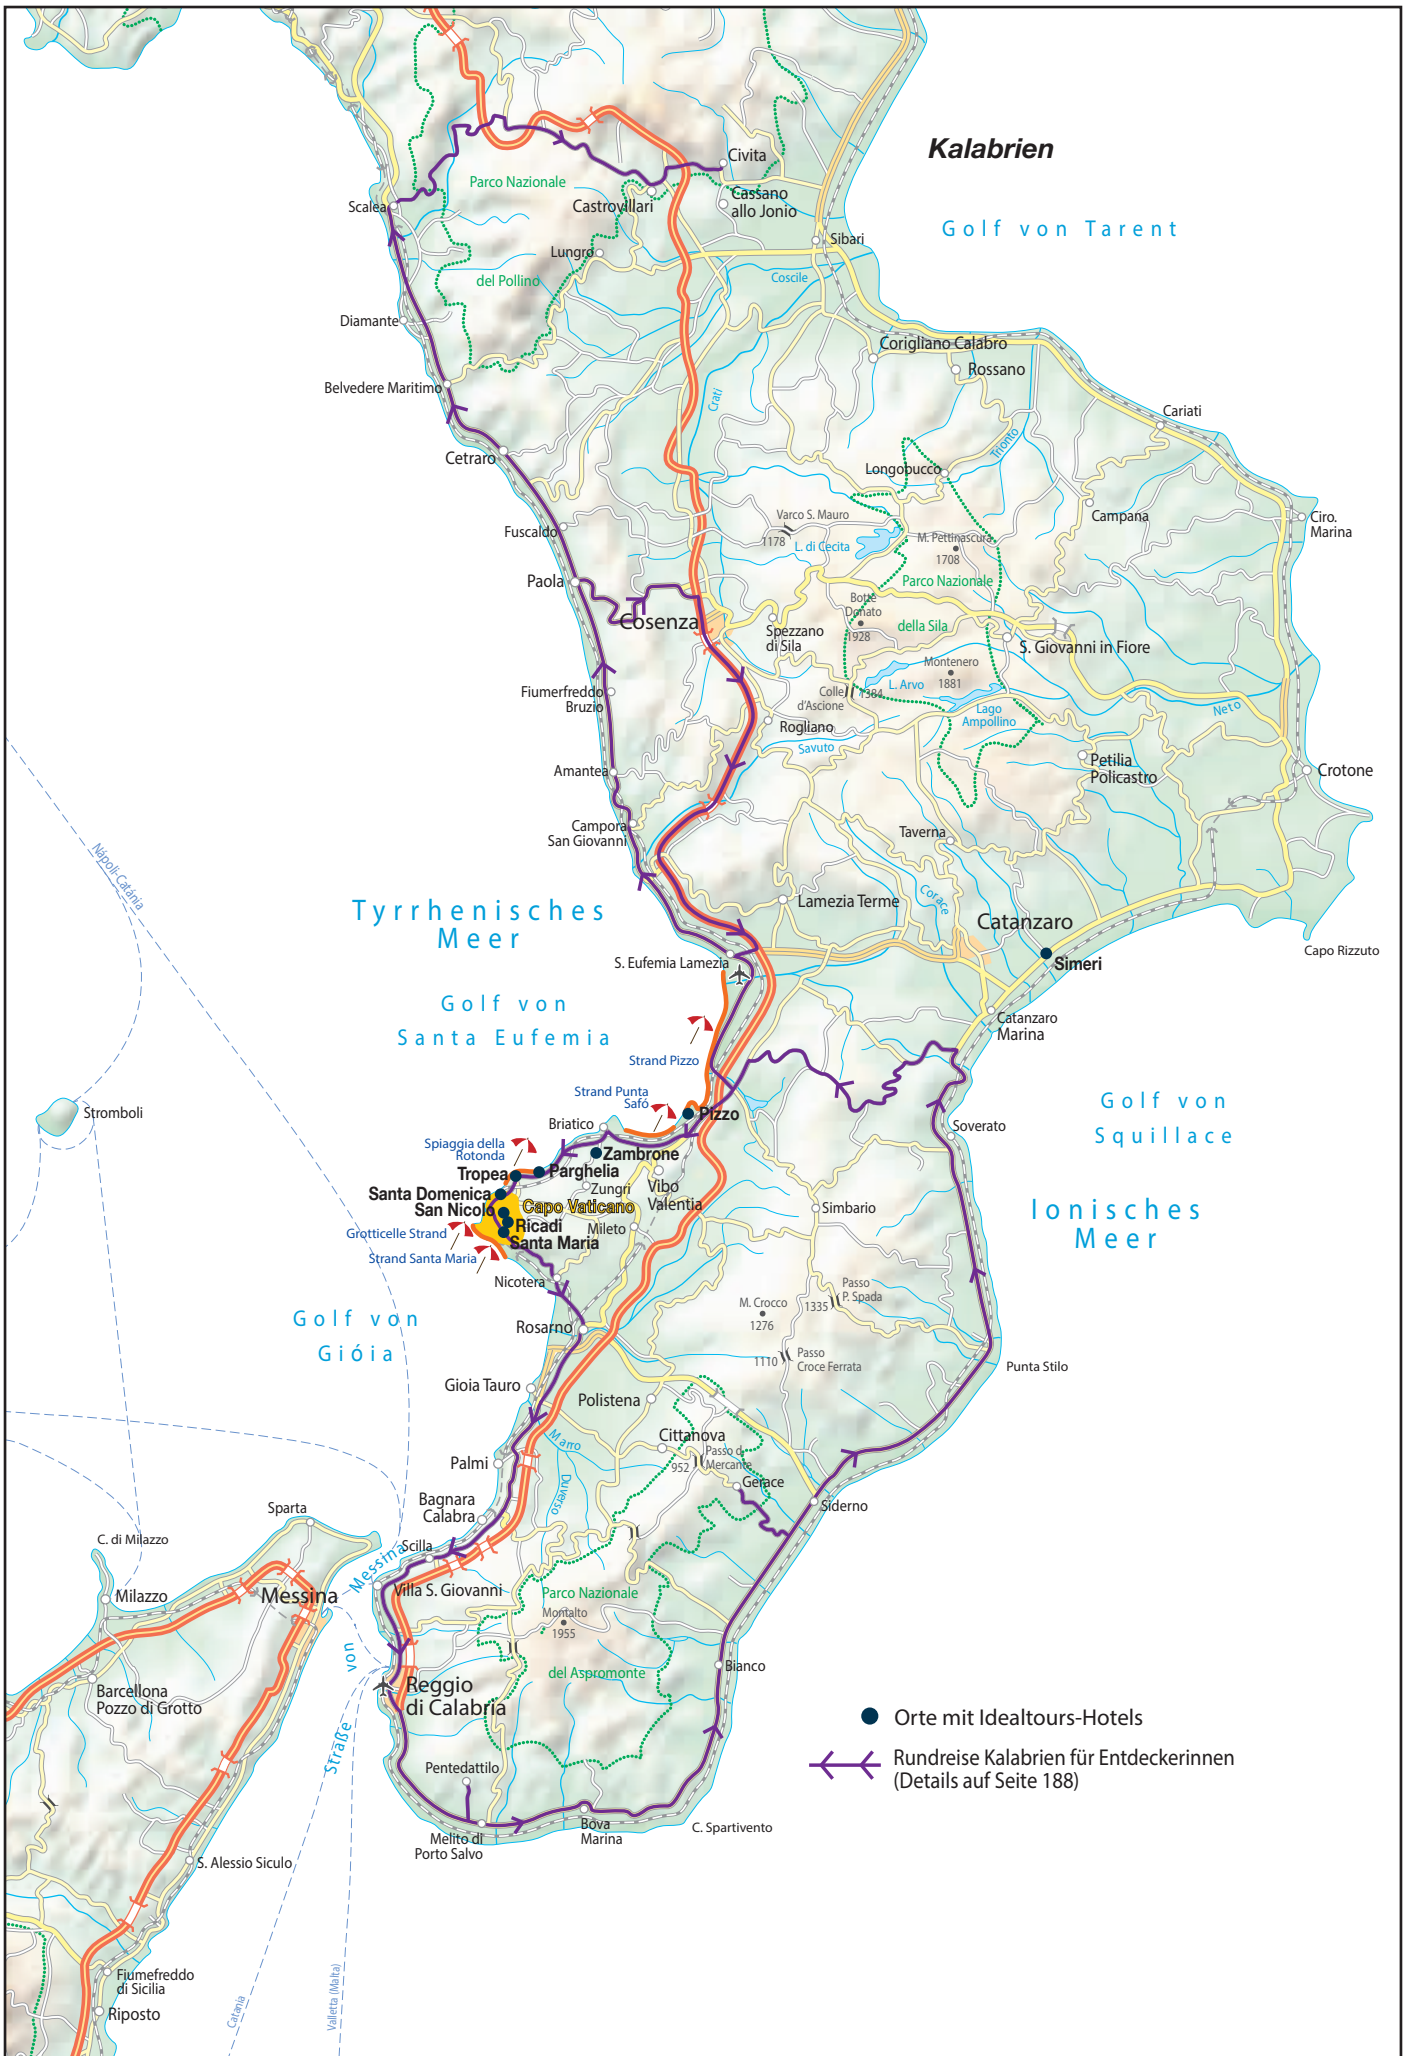 Kalabrien
Golf von Tarent
Civita
Parco Nazionale
Cassano
allo Jonio
Castrovillari
Scalea
Sibari
Lungro
del Pollino
Coscile
Diamante
Corigliano Calabro
Rossano
Belvedere Maritimo
Crati
Cariati
Trionto
Cetraro
Longobucco
Varco S. Mauro
1178
Campana
Ciro.
Marina
Fuscaldo
L. di Cecita
M. Pettinascura
1708
Paola
Parco Nazionale
Botte
Donato
1928
Cosenza
Spezzano
di Sila
della Sila
S. Giovanni in Fiore
Montenero
1881
Fiumerfreddo
Bruzio
Colle
d'Ascione
1384
L. Arvo
Lago
Ampollino
Neto
Rogliano
Savuto
Petilia
Policastro
Amantea
Crotone
Campora
San Giovanni
Taverna
Nápoli-Catánia
Corace
Lamezia Terme
Tyrrhenisches
Meer
Catanzaro
Simeri
Capo Rizzuto
S. Eufemia Lamezia
Golf von
Santa Eufemia
Catanzaro
Marina
Strand Pizzo
Strand Punta
Safó
Golf von
Squillace
Stromboli
Pizzo
Briatico
Soverato
Spiaggia della
Rotonda
Zambrone
Tropea
Parghelia
Zungri
Vibo
Valentia
Santa Domenica
San Nicolo
Capo Vaticano
Simbario
Ionisches
Meer
Ricadi
Mileto
Grotticelle Strand
Santa Maria
Strand Santa Maria
Nicotera
Passo
P. Spada
1335
M. Crocco
1276
Golf von
Gióia
Rosarno
1110
Passo
Croce Ferrata
Punta Stilo
Gioia Tauro
Polistena
Marro
Cittanova
Passo d.
Mercante
952
Palmi
Duverso
Gerace
Bagnara
Calabra
Siderno
Sparta
C. di Milazzo
Scilla
Straße von Messina
Milazzo
Messina
Villa S. Giovanni
Parco Nazionale
Montalto
1955
del Aspromonte
Bianco
Barcellona
Pozzo di Grotto
Reggio
di Calabria
Orte mit Idealtours-Hotels
Rundreise Kalabrien für Entdeckerinnen
(Details auf Seite 188)
Pentedattilo
Melito di
Porto Salvo
Bova
Marina
C. Spartivento
S. Alessio Siculo
Fiumefreddo
di Sicilia
Riposto
Catania
Valletta (Malta)